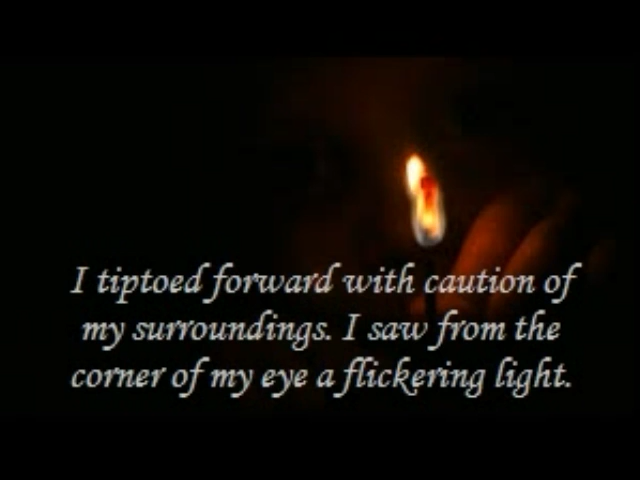 I tiptoed forward with caution of
my surroundings. I saw from the
corner of my eye a flickering light.